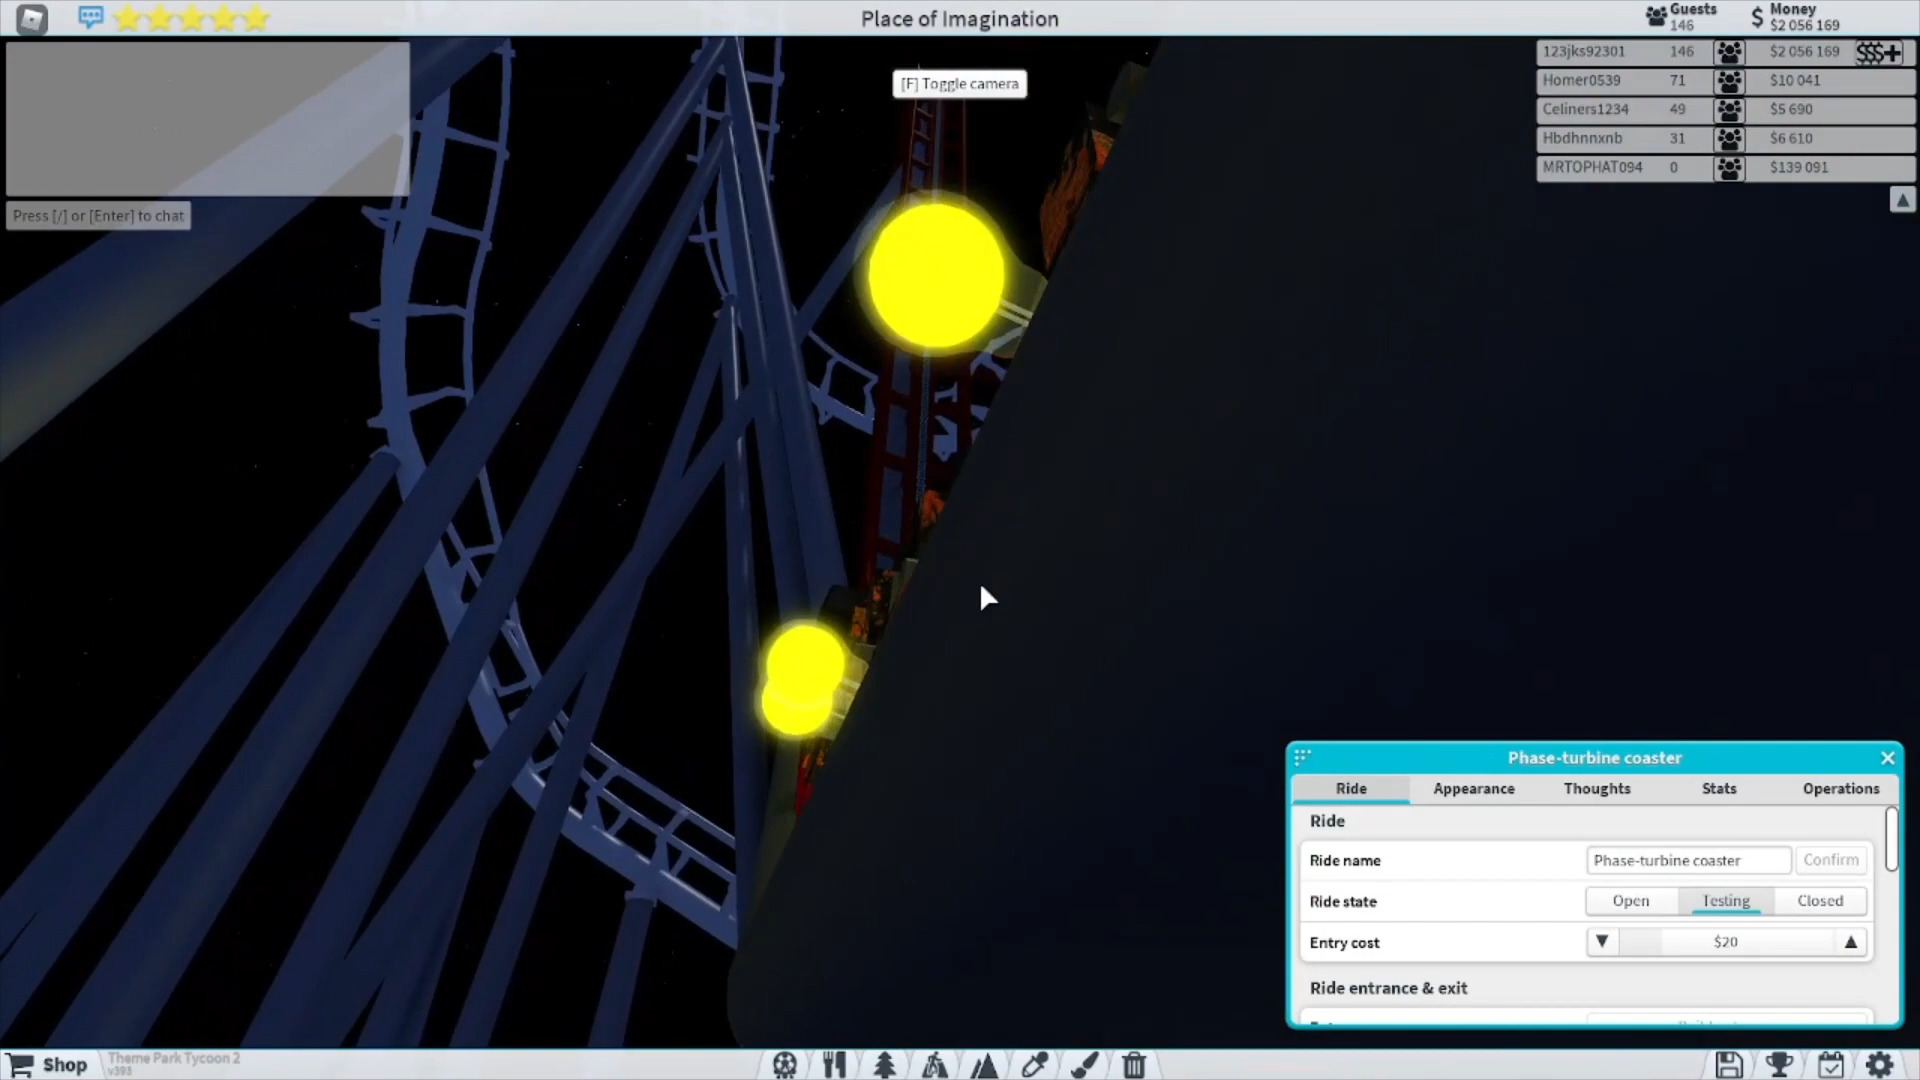 Place of Imagination
Guests
146
$ Money
$2 056 169
[F] Toggle camera
123jks92301 146 $2 056 169 $$$+
Homer0539 71 $10 041
Celiners1234 49 $5 690
Hbdhnnxnb 31 $6 610
MRTOPHAT094 0 $139 091
Press [/] or [Enter] to chat
Phase-turbine coaster
Ride Appearance Thoughts Stats Operations
Ride
Ride name Phase-turbine coaster Confirm
Ride state Open Testing Closed
Entry cost $20
Ride entrance & exit
Shop
Theme Park Tycoon 2
v393